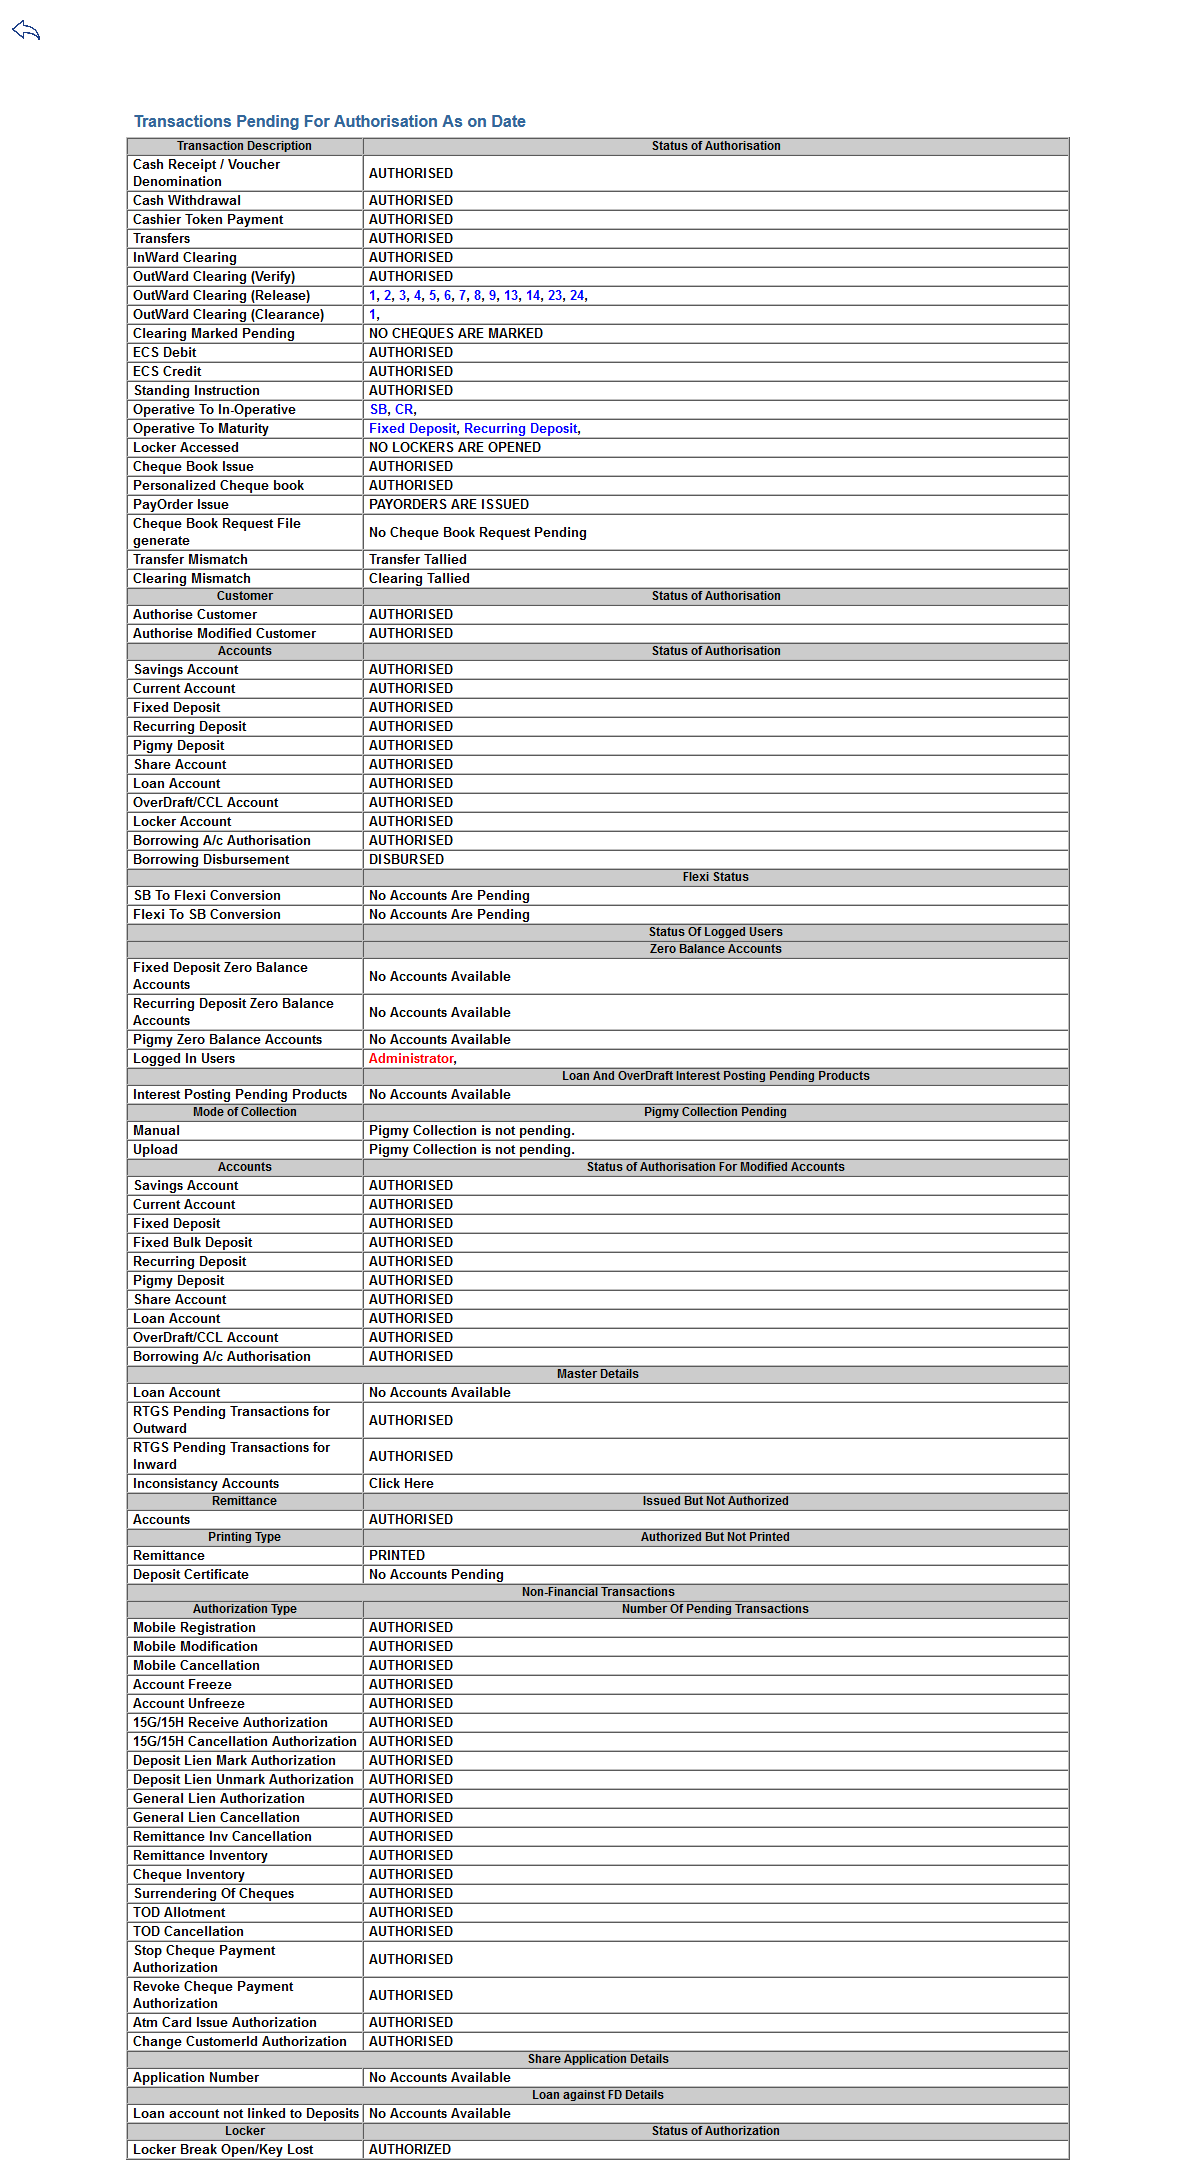 Transactions Pending For Authorisation As on Date
Transaction Description Status of Authorisation
Cash Receipt / Voucher
Denomination AUTHORISED
Cash Withdrawal AUTHORISED
Cashier Token Payment AUTHORISED
Transfers AUTHORISED
InWard Clearing AUTHORISED
OutWard Clearing (Verify) AUTHORISED
OutWard Clearing (Release) 1, 2, 3, 4, 5, 6, 7, 8, 9, 13, 14, 23, 24,
OutWard Clearing (Clearance) 1,
Clearing Marked Pending NO CHEQUES ARE MARKED
ECS Debit AUTHORISED
ECS Credit AUTHORISED
Standing Instruction AUTHORISED
Operative To In-Operative SB, CR,
Operative To Maturity Fixed Deposit, Recurring Deposit,
Locker Accessed NO LOCKERS ARE OPENED
Cheque Book Issue AUTHORISED
Personalized Cheque book AUTHORISED
PayOrder Issue PAYORDERS ARE ISSUED
Cheque Book Request File
generate No Cheque Book Request Pending
Transfer Mismatch Transfer Tallied
Clearing Mismatch Clearing Tallied
Customer Status of Authorisation
Authorise Customer AUTHORISED
Authorise Modified Customer AUTHORISED
Accounts Status of Authorisation
Savings Account AUTHORISED
Current Account AUTHORISED
Fixed Deposit AUTHORISED
Recurring Deposit AUTHORISED
Pigmy Deposit AUTHORISED
Share Account AUTHORISED
Loan Account AUTHORISED
OverDraft/CCL Account AUTHORISED
Locker Account AUTHORISED
Borrowing A/c Authorisation AUTHORISED
Borrowing Disbursement DISBURSED
Flexi Status
SB To Flexi Conversion No Accounts Are Pending
Flexi To SB Conversion No Accounts Are Pending
Status Of Logged Users
Zero Balance Accounts
Fixed Deposit Zero Balance
Accounts No Accounts Available
Recurring Deposit Zero Balance
Accounts No Accounts Available
Pigmy Zero Balance Accounts No Accounts Available
Logged In Users Administrator,
Loan And OverDraft Interest Posting Pending Products
Interest Posting Pending Products No Accounts Available
Mode of Collection Pigmy Collection Pending
Manual Pigmy Collection is not pending.
Upload Pigmy Collection is not pending.
Accounts Status of Authorisation For Modified Accounts
Savings Account AUTHORISED
Current Account AUTHORISED
Fixed Deposit AUTHORISED
Fixed Bulk Deposit AUTHORISED
Recurring Deposit AUTHORISED
Pigmy Deposit AUTHORISED
Share Account AUTHORISED
Loan Account AUTHORISED
OverDraft/CCL Account AUTHORISED
Borrowing A/c Authorisation AUTHORISED
Master Details
Loan Account No Accounts Available
RTGS Pending Transactions for
Outward AUTHORISED
RTGS Pending Transactions for
Inward AUTHORISED
Inconsistancy Accounts Click Here
Remittance Issued But Not Authorized
Accounts AUTHORISED
Printing Type Authorized But Not Printed
Remittance PRINTED
Deposit Certificate No Accounts Pending
Non-Financial Transactions
Authorization Type Number Of Pending Transactions
Mobile Registration AUTHORISED
Mobile Modification AUTHORISED
Mobile Cancellation AUTHORISED
Account Freeze AUTHORISED
Account Unfreeze AUTHORISED
15G/15H Receive Authorization AUTHORISED
15G/15H Cancellation Authorization AUTHORISED
Deposit Lien Mark Authorization AUTHORISED
Deposit Lien Unmark Authorization AUTHORISED
General Lien Authorization AUTHORISED
General Lien Cancellation AUTHORISED
Remittance Inv Cancellation AUTHORISED
Remittance Inventory AUTHORISED
Cheque Inventory AUTHORISED
Surrendering Of Cheques AUTHORISED
TOD Allotment AUTHORISED
TOD Cancellation AUTHORISED
Stop Cheque Payment
Authorization AUTHORISED
Revoke Cheque Payment
Authorization AUTHORISED
Atm Card Issue Authorization AUTHORISED
Change CustomerId Authorization AUTHORISED
Share Application Details
Application Number No Accounts Available
Loan against FD Details
Loan account not linked to Deposits No Accounts Available
Locker Status of Authorization
Locker Break Open/Key Lost AUTHORIZED